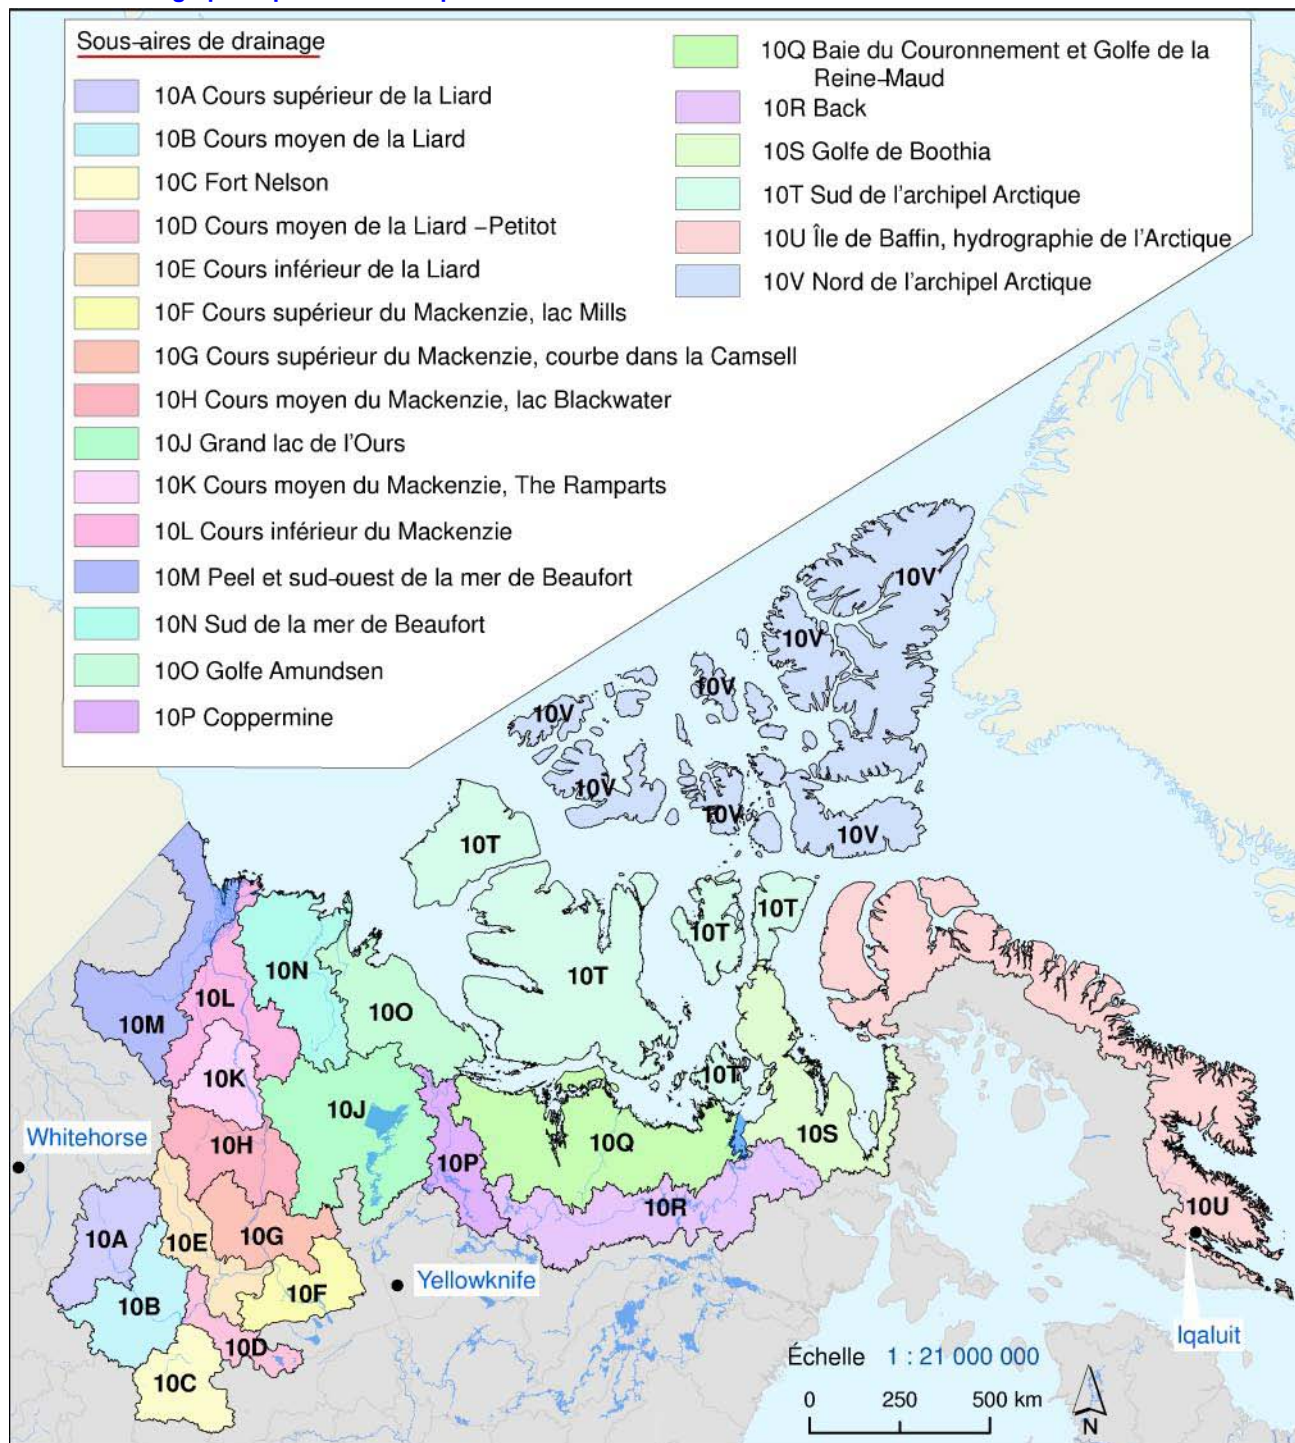 Sous-aires de drainage
10A Cours supérieur de la Liard
10B Cours moyen de la Liard
10C Fort Nelson
10D Cours moyen de la Liard –Petitot
10E Cours inférieur de la Liard
10F Cours supérieur du Mackenzie, lac Mills
10G Cours supérieur du Mackenzie, courbe dans la Camsell
10H Cours moyen du Mackenzie, lac Blackwater
10J Grand lac de l'Ours
10K Cours moyen du Mackenzie, The Ramparts
10L Cours inférieur du Mackenzie
10M Peel et sud-ouest de la mer de Beaufort
10N Sud de la mer de Beaufort
10O Golfe Amundsen
10P Coppermine
10Q Baie du Couronnement et Golfe de la
Reine-Maud
10R Back
10S Golfe de Boothia
10T Sud de l'archipel Arctique
10U Île de Baffin, hydrographie de l'Arctique
10V Nord de l'archipel Arctique
10V
10V
10V
10V
10V
10V
10V
10T
10T
10T
10T
10T
10N
10L
10M
10O
10K
10J
10H
10P
10Q
10S
10R
10U
10A
10E
10G
10B
10F
10D
10C
Whitehorse
Yellowknife
Iqaluit
Échelle 1 : 21 000 000
0 250 500 km
N